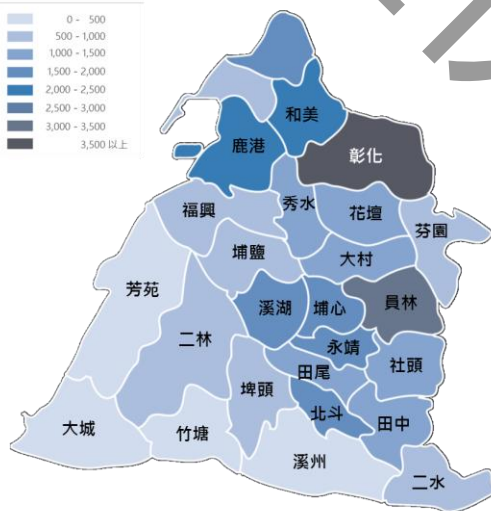 0 - 500
500 - 1,000
1,000 - 1,500
1,500 - 2,000
2,000 - 2,500
2,500 - 3,000
3,000 - 3,500
3,500 以上
和美
鹿港
彰化
福興
秀水
花壇
芬園
埔鹽
大村
芳苑
溪湖
埔心
員林
二林
永靖
田尾
社頭
埤頭
北斗
田中
大城
竹塘
溪州
二水